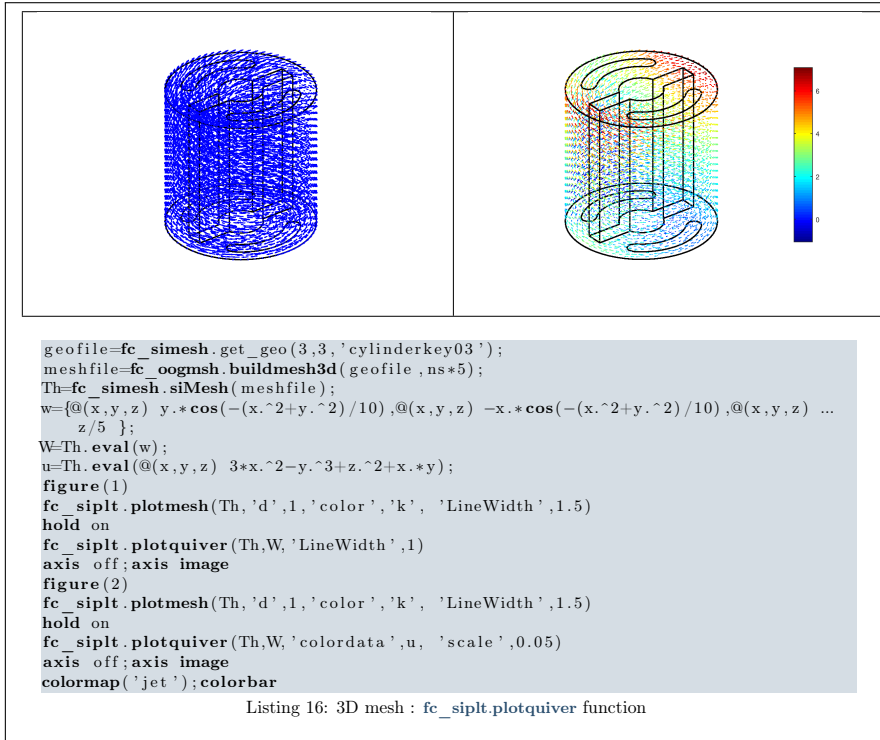 6
4
2
0
geofile=fc_simesh.get_geo(3,3,'cylinderkey03');
meshfile=fc_oogmsh.buildmesh3d(geofile,ns*5);
Th=fc_simesh.siMesh(meshfile);
w={@(x,y,z) y.*cos(-(x.^2+y.^2)/10),@(x,y,z) -x.*cos(-(x.^2+y.^2)/10),@(x,y,z) ...
z/5 };
W=Th.eval(w);
u=Th.eval(@(x,y,z) 3*x.^2-y.^3+z.^2+x.*y);
figure(1)
fc_siplt.plotmesh(Th,'d',1,'color','k', 'LineWidth',1.5)
hold on
fc_siplt.plotquiver(Th,W,'LineWidth',1)
axis off;axis image
figure(2)
fc_siplt.plotmesh(Th,'d',1,'color','k', 'LineWidth',1.5)
hold on
fc_siplt.plotquiver(Th,W,'colordata',u, 'scale',0.05)
axis off;axis image
colormap('jet');colorbar
Listing 16: 3D mesh : fc_siplt.plotquiver function